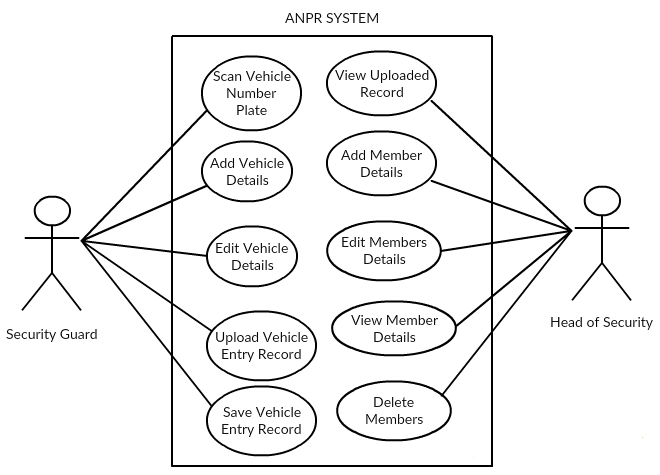 ANPR SYSTEM
Scan Vehicle
Number
Plate
Add Vehicle
Details
Edit Vehicle
Details
Upload Vehicle
Entry Record
Save Vehicle
Entry Record
View Uploaded
Record
Add Member
Details
Edit Members
Details
View Member
Details
Delete
Members
Security Guard
Head of Security